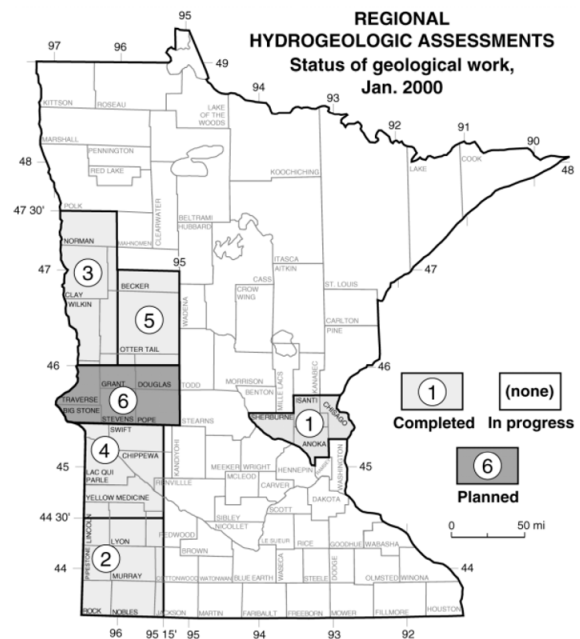 REGIONAL
HYDROGEOLOGIC ASSESSMENTS
Status of geological work,
Jan. 2000
95
97 96
49
94
93
92
91
90
48
KITTSON ROSEAU
LAKE
OF THE
WOODS
MARSHALL
PENNINGTON
RED LAKE
48
KOOCHICHING
LAKE
COOK
47 30'
POLK
CLEARWATER
BELTRAMI
HUBBARD
NORMAN
MAHNOMEN
95
47
3
ITASCA
AITKIN
47
CASS
CROW
WING
ST. LOUIS
CLAY
WILKIN
BECKER
5
WADENA
CARLTON
PINE
OTTER TAIL
46
46
GRANT DOUGLAS
TODD
MORRISON
MILLE LACS
KANABEC
TRAVERSE
BIG STONE
6
STEVENS POPE
BENTON
ISANTI
CHISAGO
SHERBURNE
1
ANOKA
STEARNS
SWIFT
4
CHIPPEWA
KANDIYOHI
45
LAC QUI
PARLE
MEEKER WRIGHT
HENNEPIN
WASHINGTON
45
MCLEOD
RENVILLE
CARVER
YELLOW MEDICINE
DAKOTA
SCOTT
44 30'
SIBLEY
NICOLLET
LINCOLN
LYON
REDWOOD
LE SUEUR
RICE
GOODHUE
WABASHA
BROWN
PIPESTONE
2
MURRAY
44
COTTONWOOD
WATONWAN
BLUE EARTH
WASECA
STEELE
DODGE
OLMSTED
WINONA
44
ROCK
NOBLES
JACKSON
MARTIN
FARIBAULT
FREEBORN
MOWER
FILLMORE
HOUSTON
96 95 15' 95 94 93 92
1
Completed
(none)
In progress
6
Planned
0 50 mi